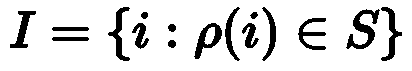 I = {i : ρ(i) ∈ S}